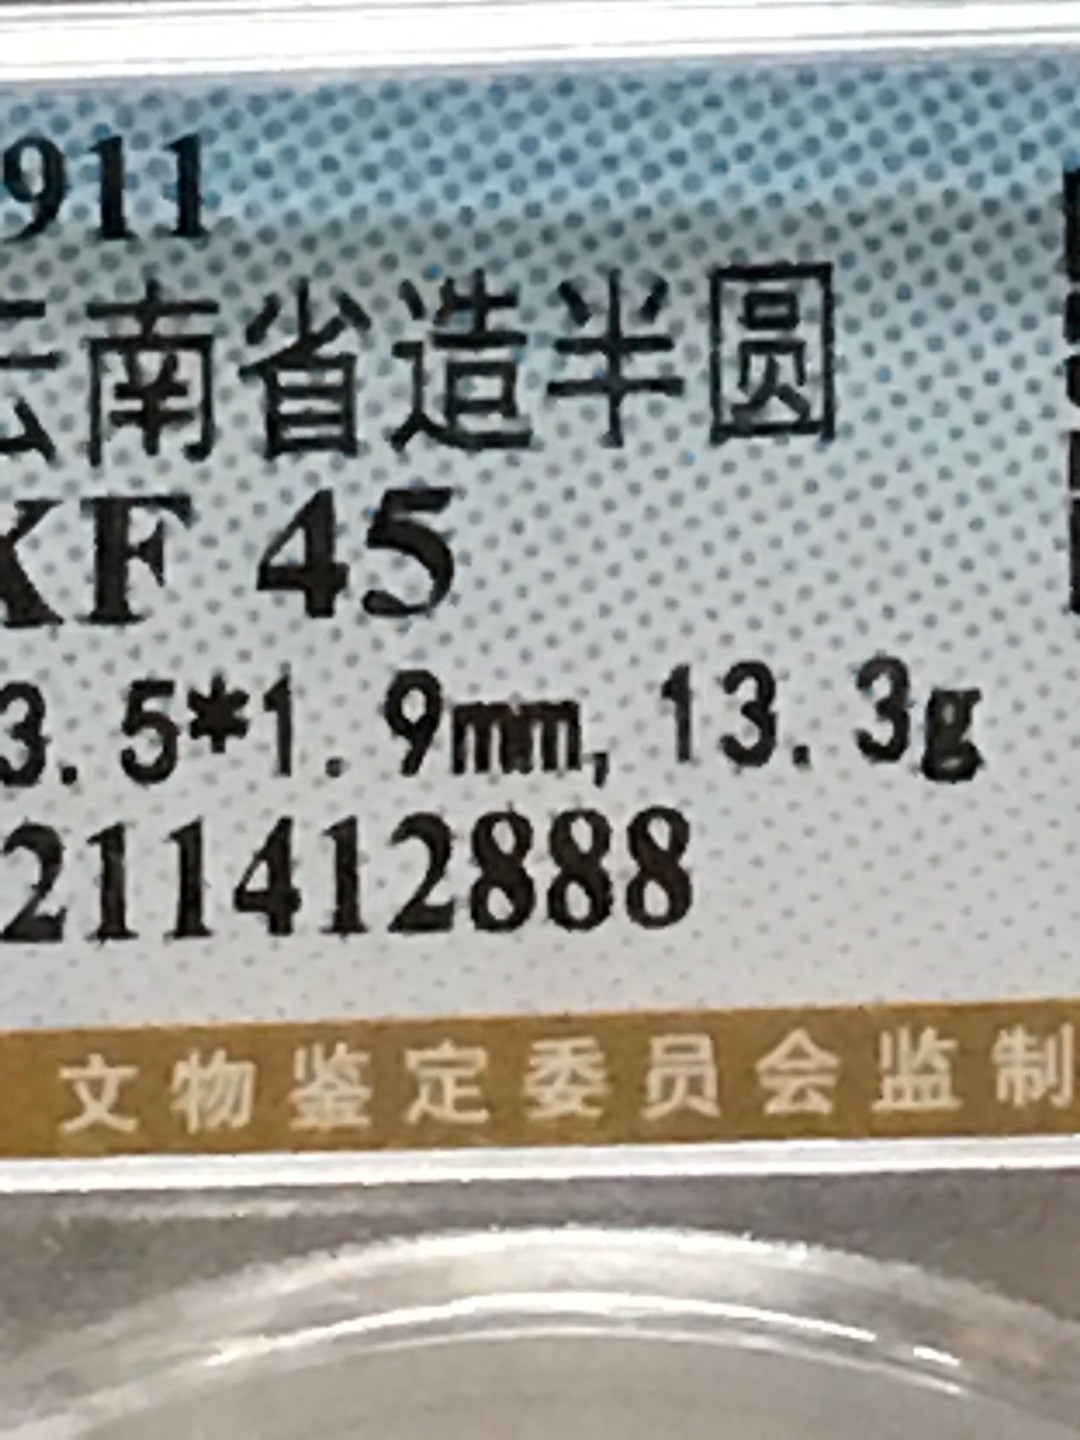 911
云南省造半圆
XF 45
3.5*1.9mm, 13.3g
211412888
文物鉴定委员会监制